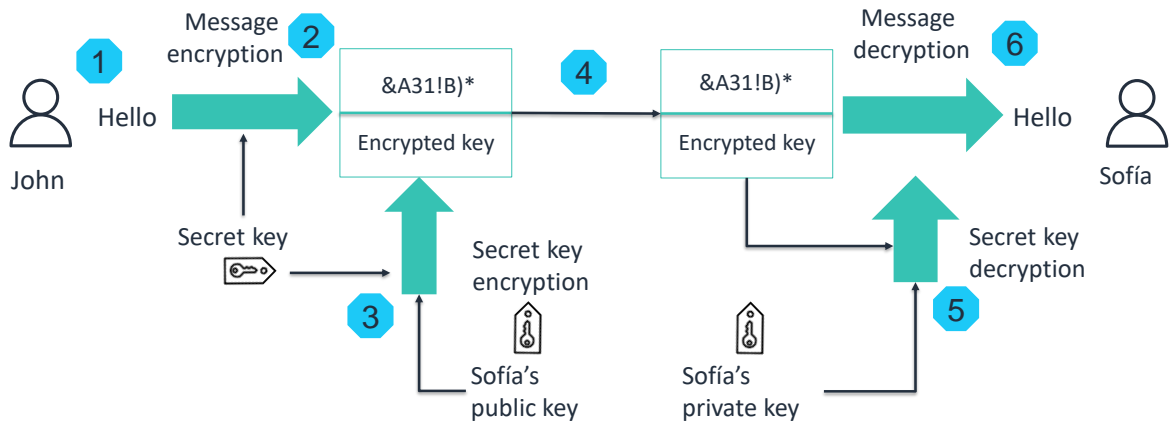 1
Message
encryption
2
Hello
John
&A31!B)*
Encrypted key
4
&A31!B)*
Encrypted key
Message
decryption
6
Hello
Sofía
Secret key
3
Secret key
encryption
Sofía's
public key
Sofía's
private key
Secret key
decryption
5